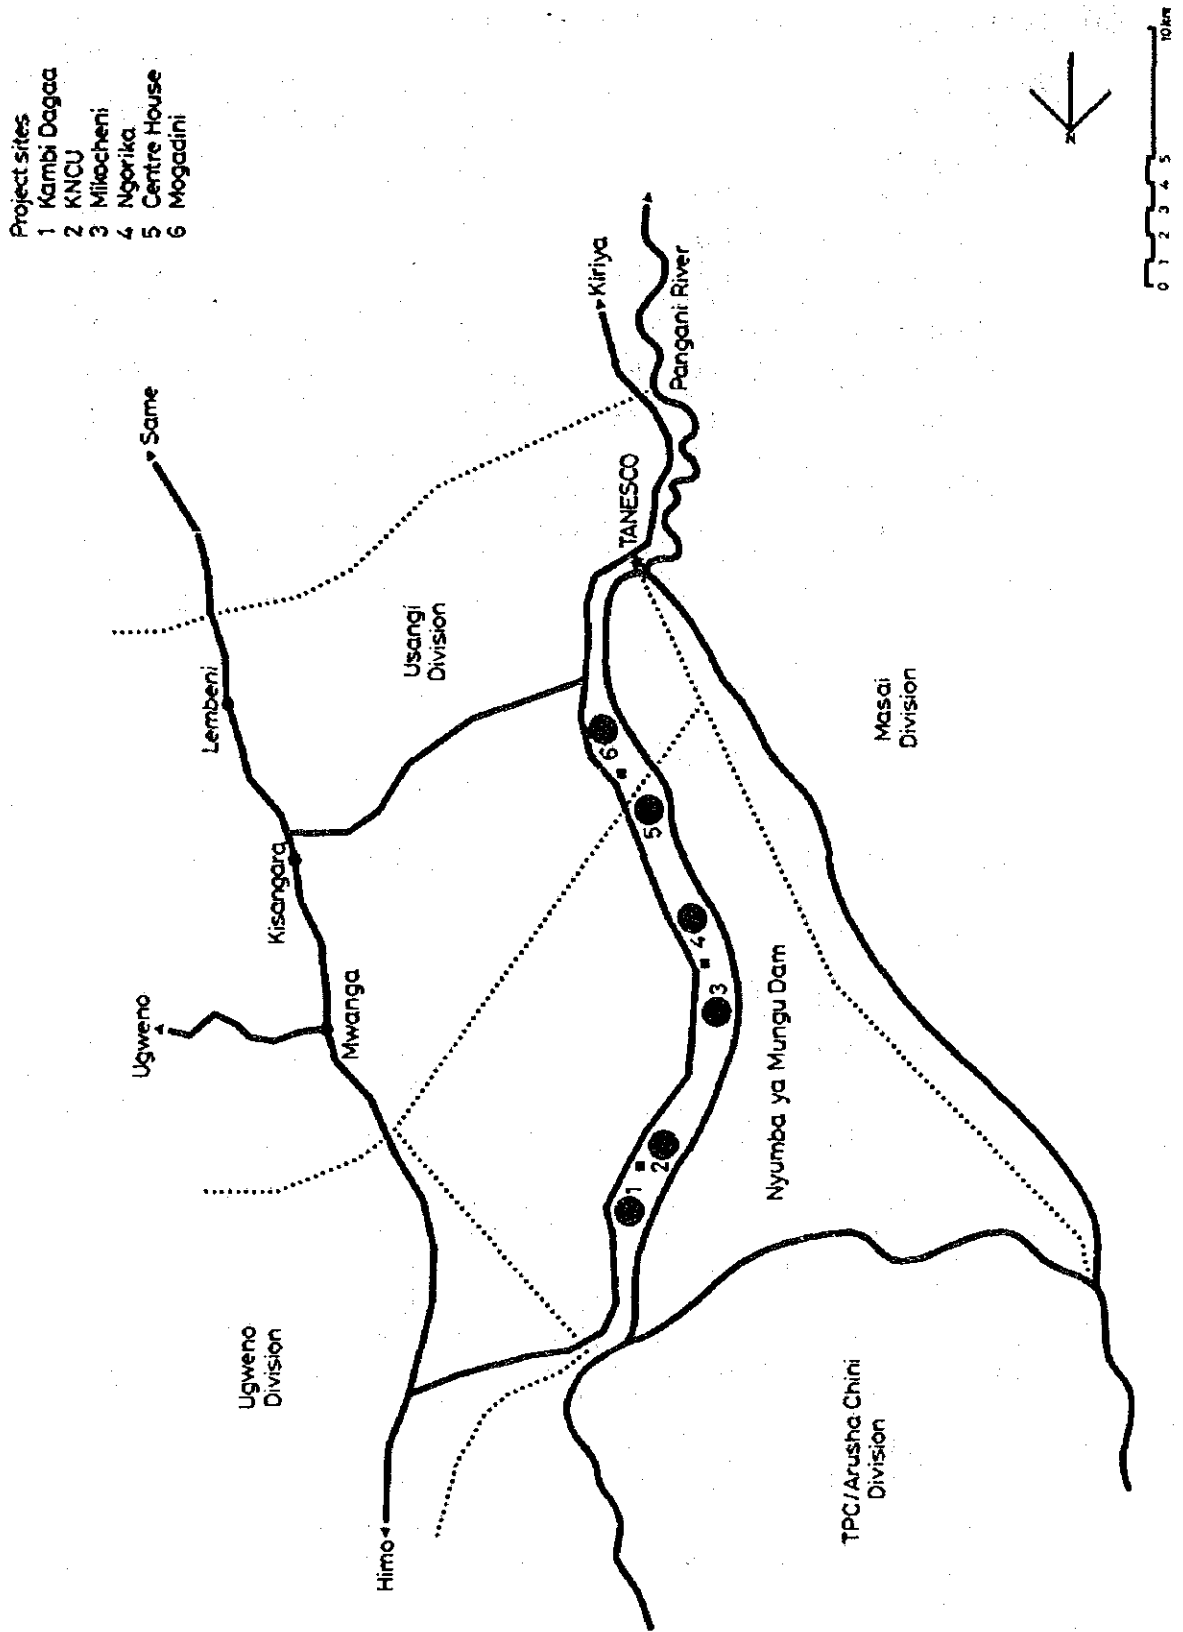 Project sites
1 Kambi Dagaa
2 KNCU
3 Mikocheni
4 Ngorika
5 Centre House
6 Mogadini
Himo
Ugweno
Division
Ugweno
Mwanga
Kisangara
Lembeni
Same
Usangi
Division
Kiriya
TANESCO
Pangani River
1
2
3
4
5
6
Nyumba ya Mungu Dam
Masai
Division
TPC/Arusha Chini
Division
N
0 1 2 3 4 5 10km